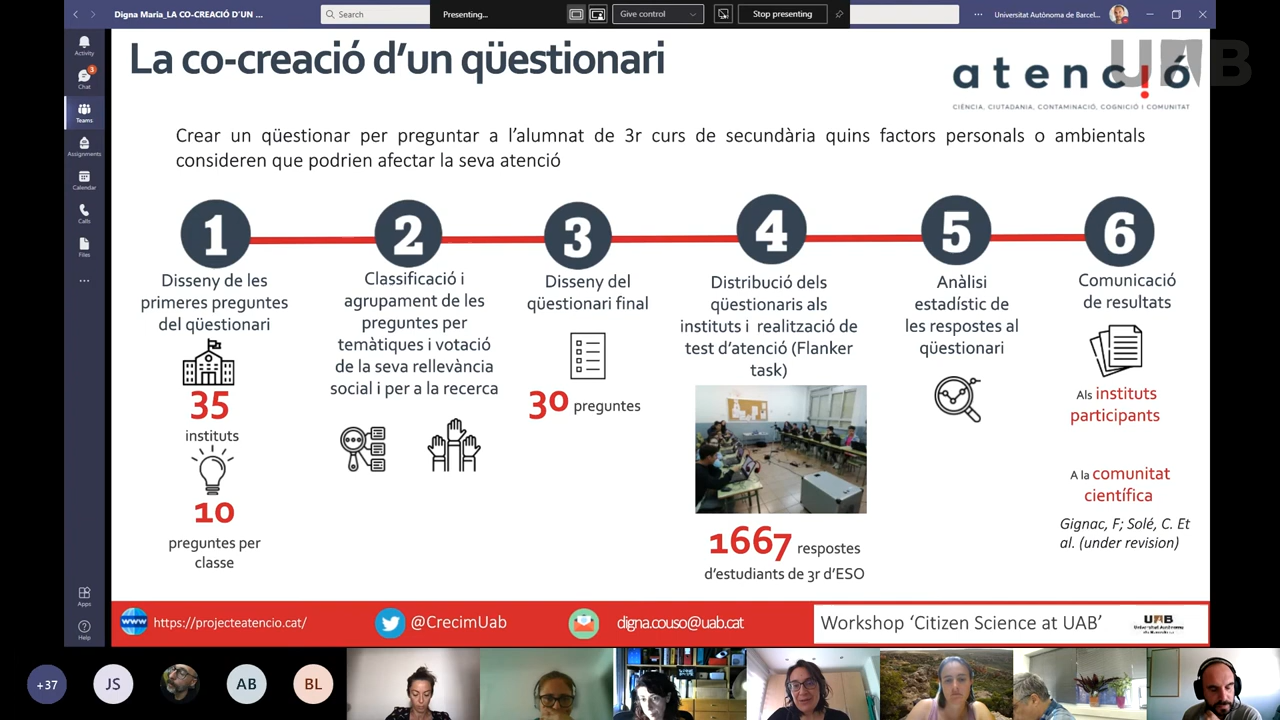 Digna Maria_LA CO-CREACIÓ D'UN ...
Search
Presenting...
Give control
Stop presenting
Universitat Autònoma de Barcel...
Activity
Chat
3
Teams
Assignments
Calendar
Calls
Files
Apps
Help
La co-creació d'un qüestionari
UAB
atenció
CIÈNCIA, CIUTADANIA, CONTAMINACIÓ, COGNICIÓ I COMUNITAT
Crear un qüestionar per preguntar a l'alumnat de 3r curs de secundària quins factors personals o ambientals
consideren que podrien afectar la seva atenció
1
Disseny de les
primeres preguntes
del qüestionari
35
instituts
10
preguntes per
classe
2
Classificació i
agrupament de les
preguntes per
temàtiques i votació
de la seva rellevància
social i per a la recerca
3
Disseny del
qüestionari final
30 preguntes
4
Distribució dels
qüestionaris als
instituts i realització de
test d'atenció (Flanker
task)
1667 respostes
d'estudiants de 3r d'ESO
5
Anàlisi
estadístic de
les respostes al
qüestionari
6
Comunicació
de resultats
Als instituts
participants
A la comunitat
científica
Gignac, F; Solé, C. Et
al. (under revision)
www
https://projecteatencio.cat/
@CrecimUab
digna.couso@uab.cat
Workshop 'Citizen Science at UAB'
UAB
Universitat Autònoma
+37
JS
AB
BL